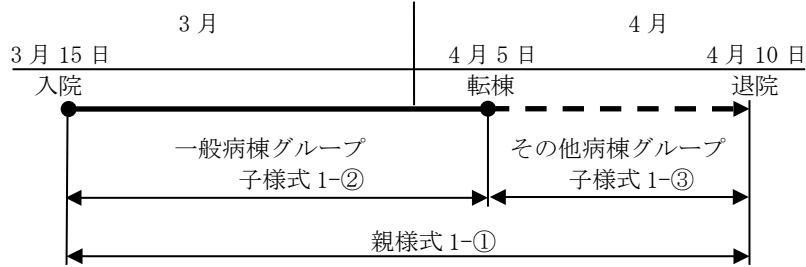 3月 4月
3月15日 4月5日 4月10日
入院 転棟 退院
一般病棟グループ その他病棟グループ
子様式1-② 子様式1-③
親様式1-①